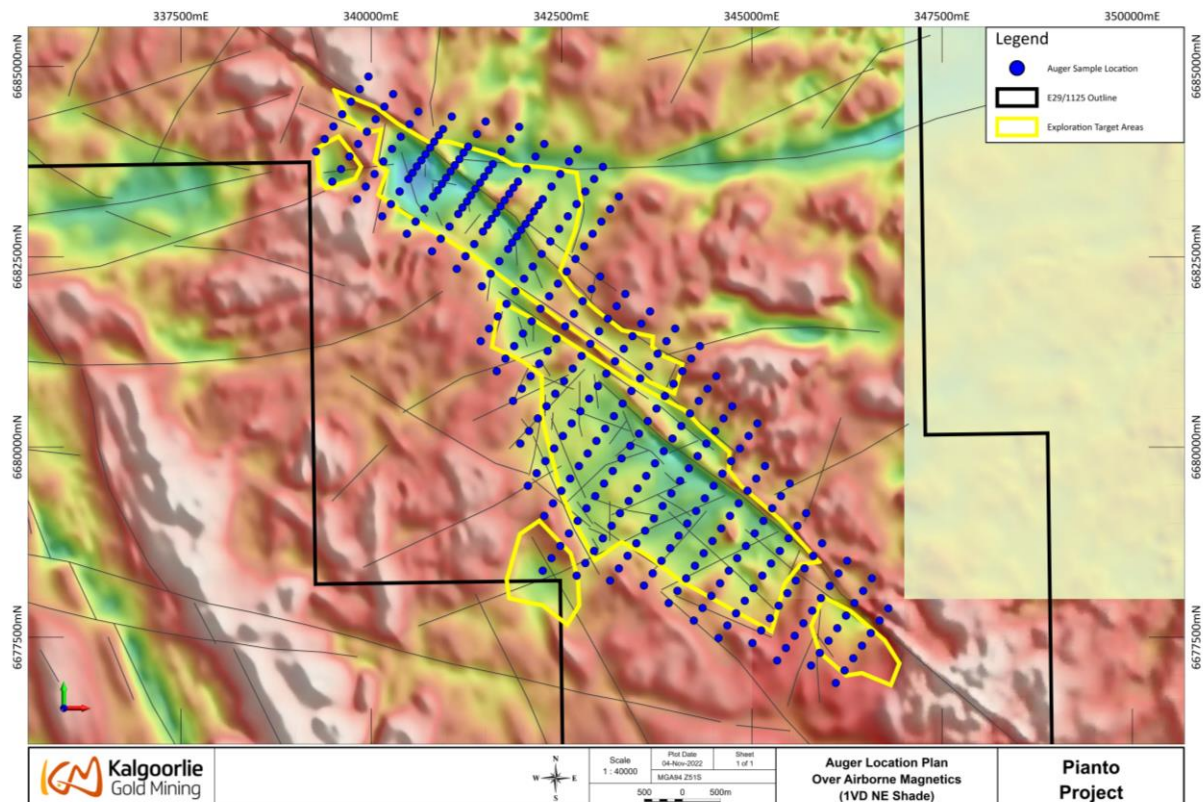 337500mE 340000mE 342500mE 345000mE 347500mE 350000mE
6685000mN
6682500mN
6680000mN
6677500mN
6685000mN
6682500mN
6680000mN
6677500mN
Legend
Auger Sample Location
E29/1125 Outline
Exploration Target Areas
Kalgoorlie
Gold Mining
N
W E
S
Scale
1 : 40000
Plot Date
04-Nov-2022
Sheet
1 of 1
MGA94 Z51S
500 0 500m
Auger Location Plan
Over Airborne Magnetics
(1VD NE Shade)
Pianto
Project